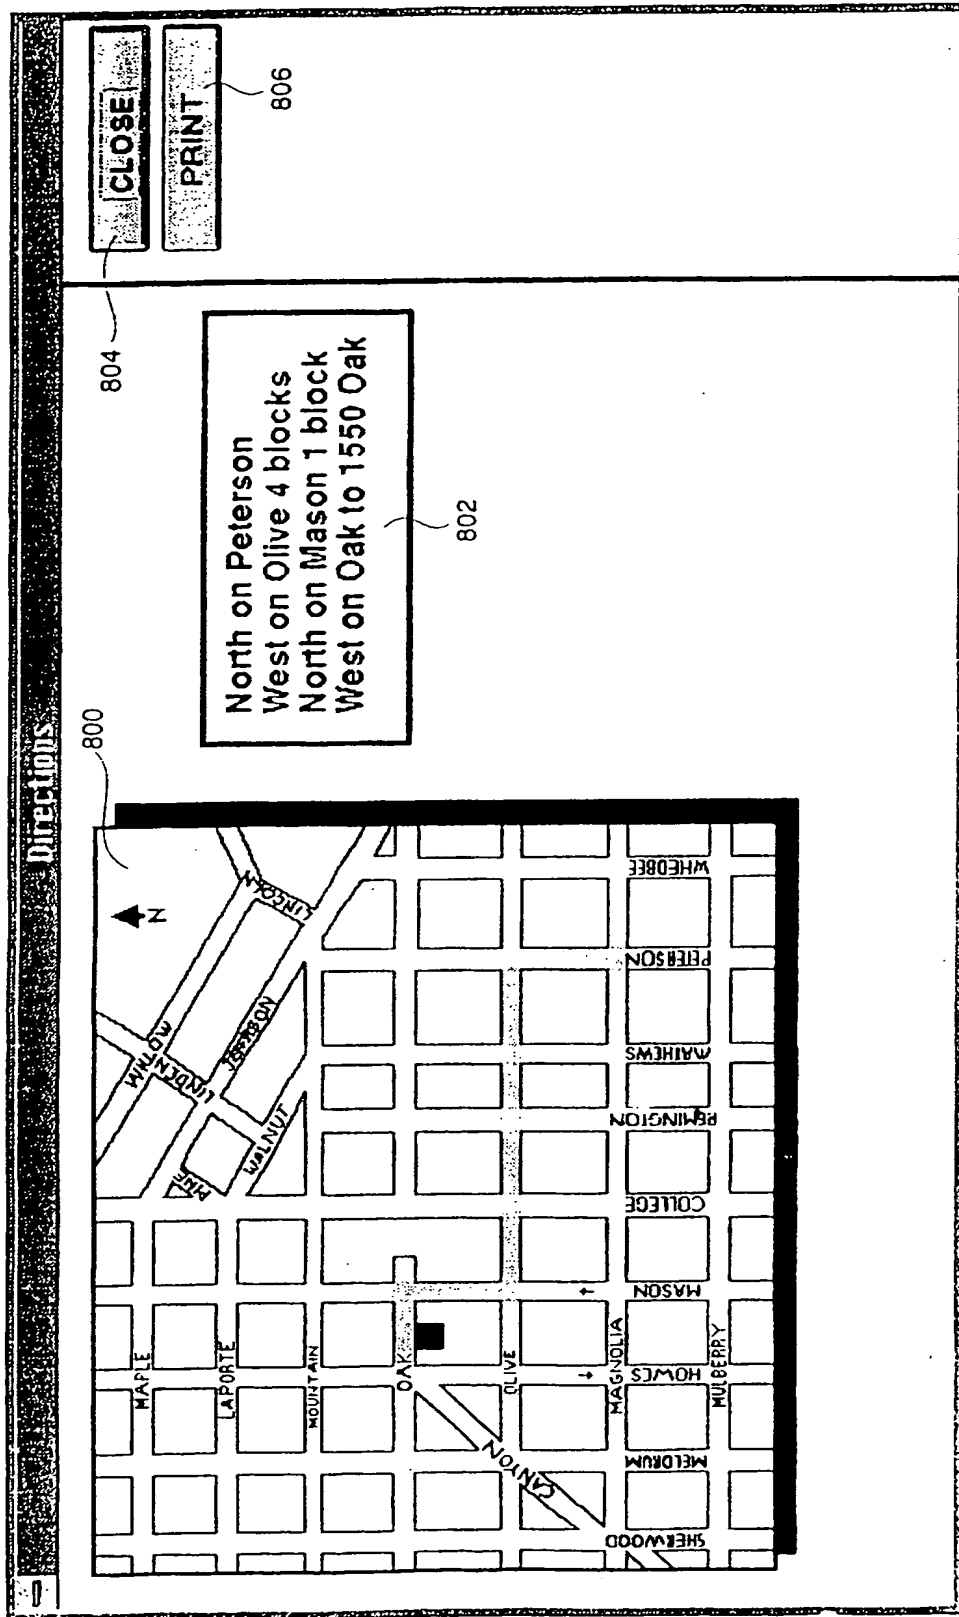 Directions
CLOSE
PRINT
804
806
800
N
WILLOW
LINCOLN
LINDEN
JEFFERSON
PINE
WALNUT
MAPLE
LAPORTE
MOUNTAIN
OAK
OLIVE
MAGNOLIA
MULBERRY
CANYON
SHERWOOD
MELDRUM
HOWES
MASON
COLLEGE
REMINGTON
MATHEWS
PETERSON
WHEDBEE
North on Peterson
West on Olive 4 blocks
North on Mason 1 block
West on Oak to 1550 Oak
802